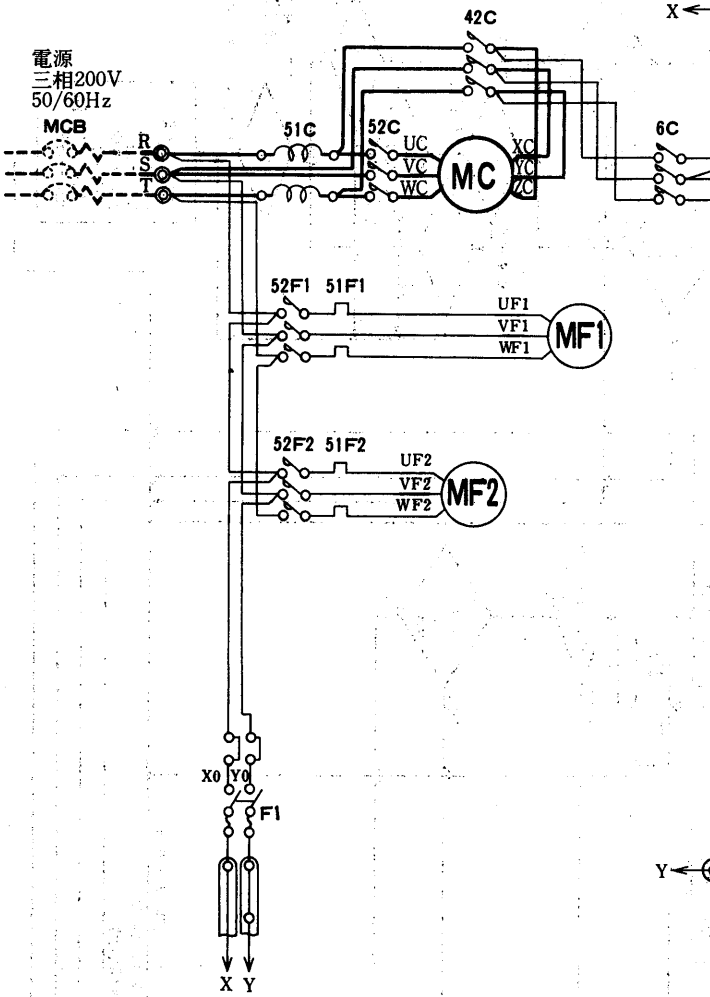 42C
X
電源
三相200V
50/60Hz
MCB
R
S
T
51C
52C
UC
VC
WC
MC
XC
YC
ZC
6C
52F1
51F1
UF1
VF1
WF1
MF1
52F2
51F2
UF2
VF2
WF2
MF2
X0
Y0
F1
Y
X
Y